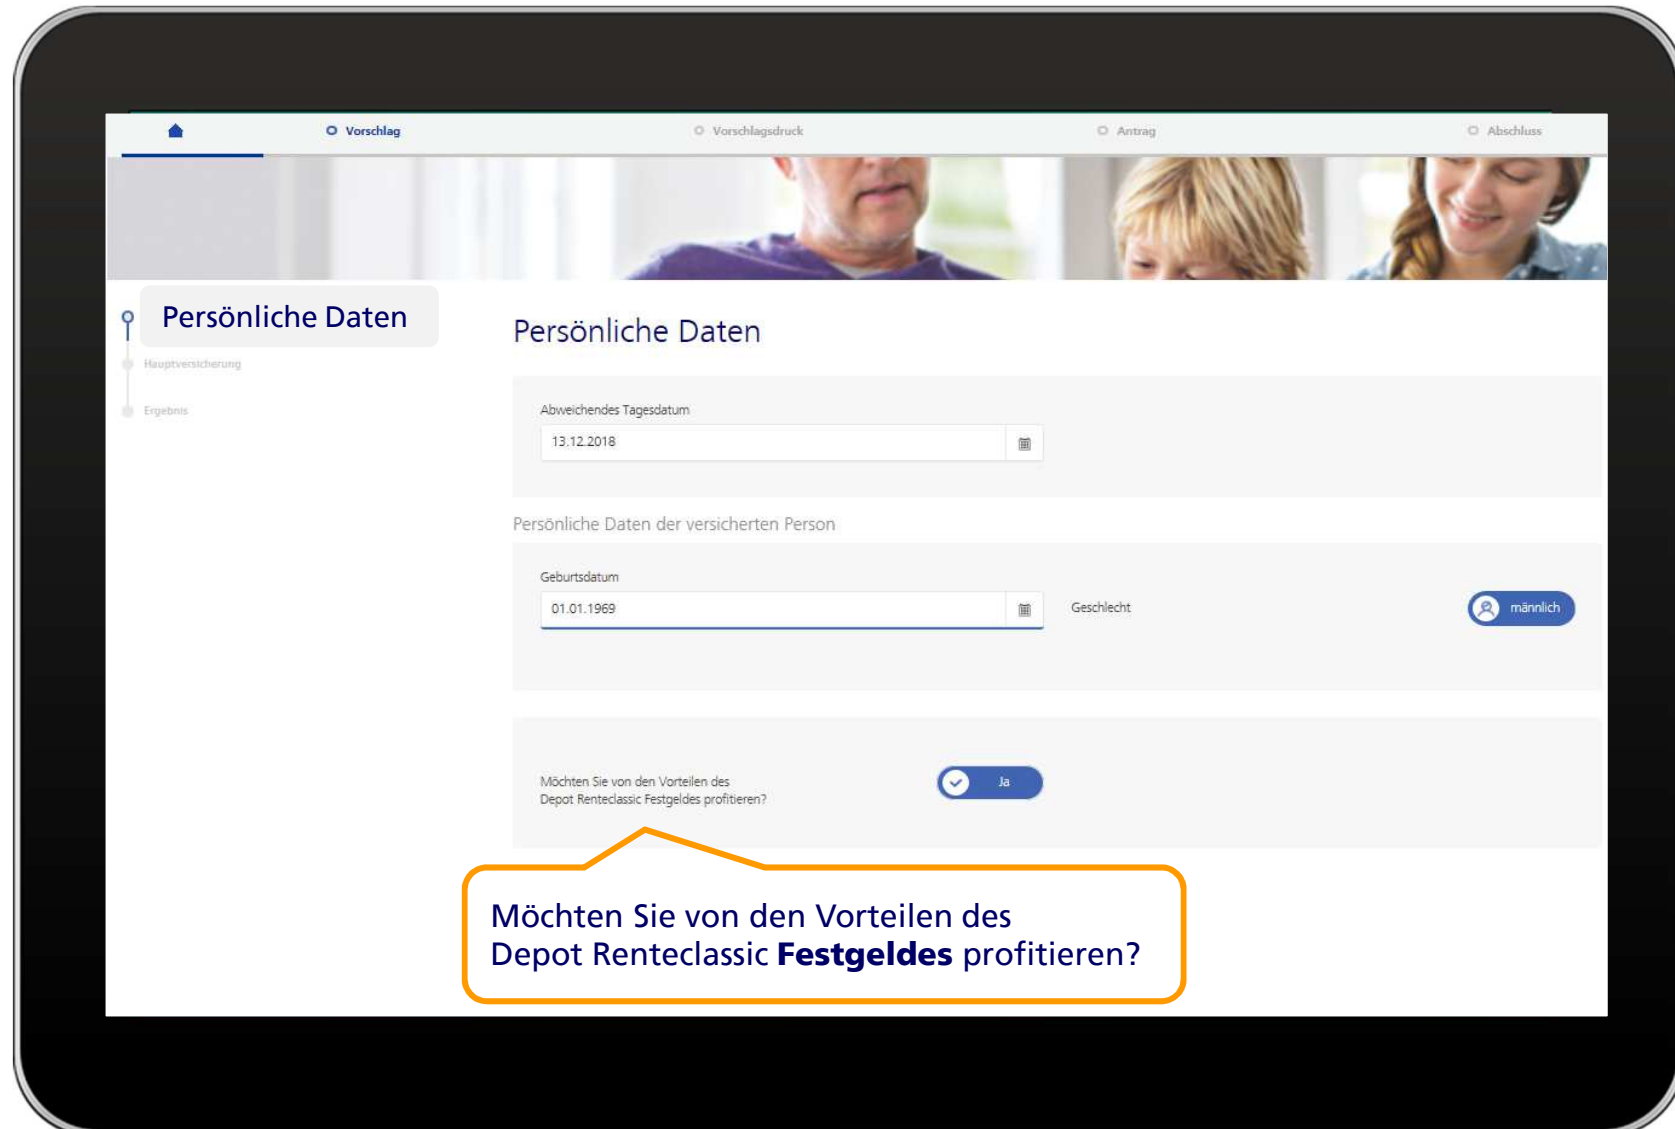 Vorschlag
Vorschlagsdruck
Antrag
Abschluss
Persönliche Daten
Hauptversicherung
Ergebnis
Persönliche Daten
Abweichendes Tagesdatum
13.12.2018
Persönliche Daten der versicherten Person
Geburtsdatum
01.01.1969
Geschlecht
männlich
Möchten Sie von den Vorteilen des
Depot Renteclassic Festgeldes profitieren?
Ja
Möchten Sie von den Vorteilen des
Depot Renteclassic Festgeldes profitieren?